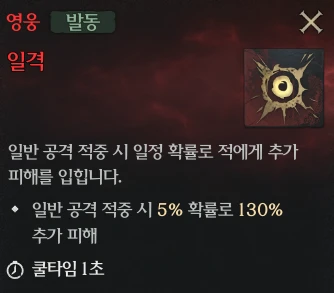 영웅 발동
일격
일반 공격 적중 시 일정 확률로 적에게 추가
피해를 입힙니다.
일반 공격 적중 시 5% 확률로 130%
추가 피해
쿨타임 1초